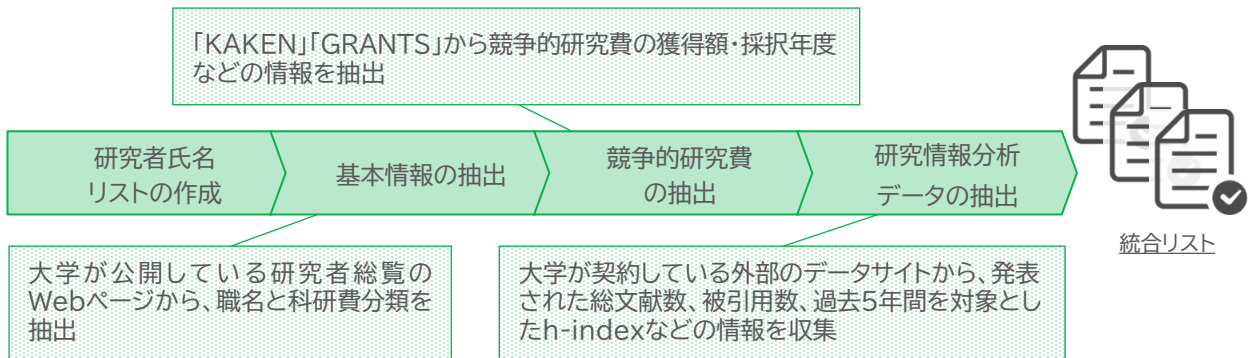 「KAKEN」「GRANTS」から競争的研究費の獲得額・採択年度
などの情報を抽出
研究者氏名
リストの作成
基本情報の抽出
競争的研究費
の抽出
研究情報分析
データの抽出
統合リスト
大学が公開している研究者総覧の
Webページから、職名と科研費分類を
抽出
大学が契約している外部のデータサイトから、発表
された総文献数、被引用数、過去5年間を対象とし
たh-indexなどの情報を収集